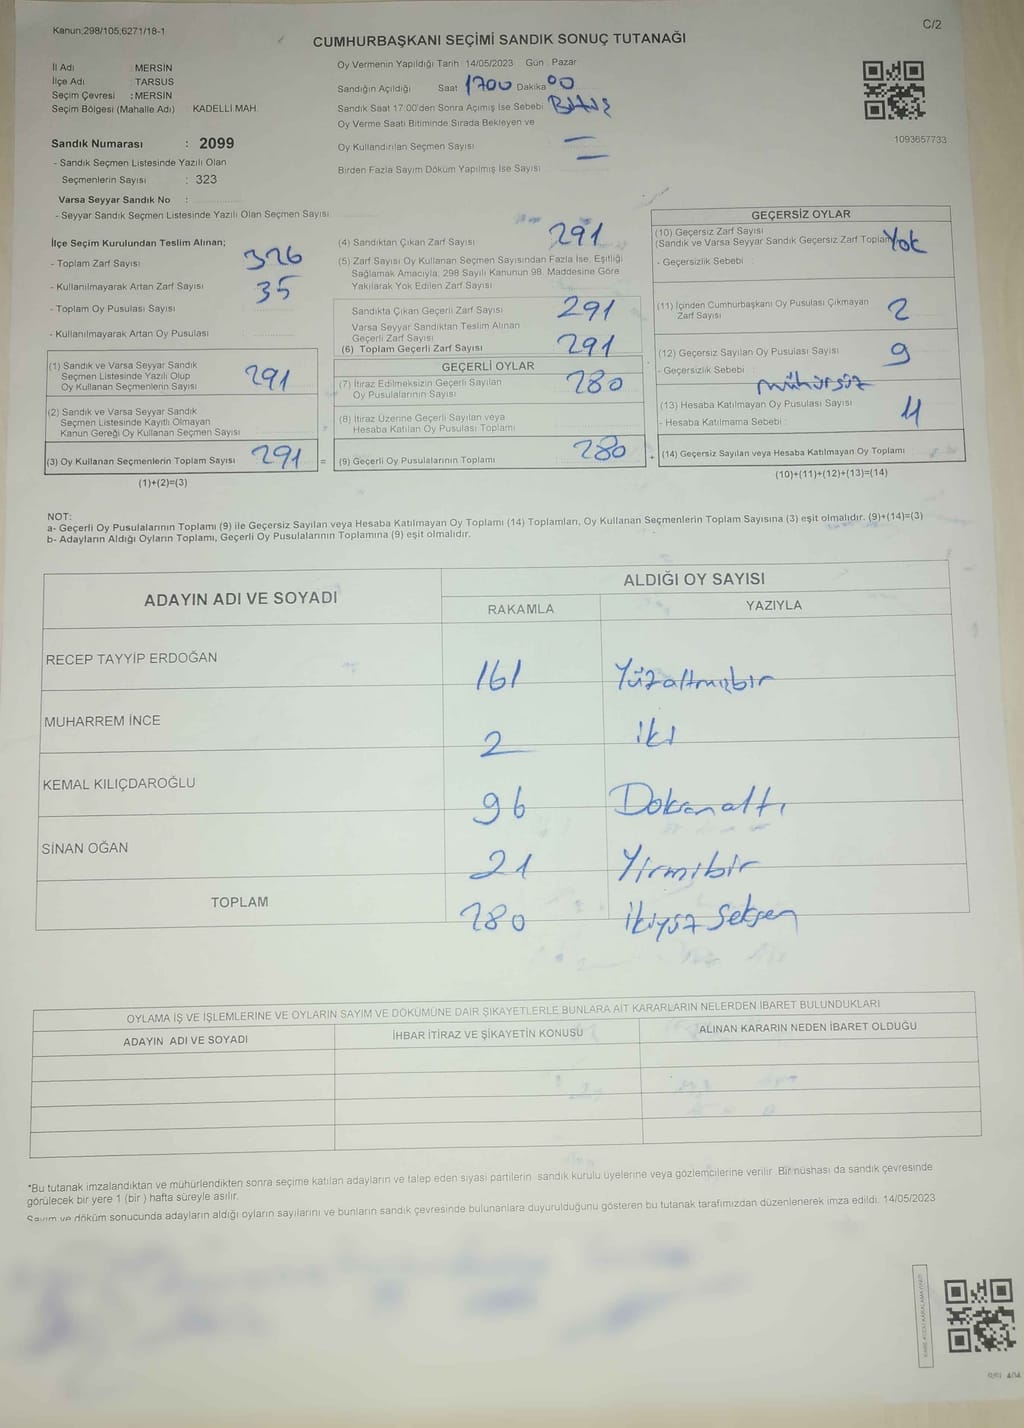 Kanun;298/105;6271/18-1
C/2
CUMHURBAŞKANI SEÇİMİ SANDIK SONUÇ TUTANAĞI
İl Adı : MERSİN
İlçe Adı : TARSUS
Seçim Çevresi : MERSİN
Seçim Bölgesi (Mahalle Adı) KADELLİ MAH.
Sandık Numarası : 2099
- Sandık Seçmen Listesinde Yazılı Olan
Seçmenlerin Sayısı : 323
Varsa Seyyar Sandık No :
- Seyyar Sandık Seçmen Listesinde Yazılı Olan Seçmen Sayısı
Oy Vermenin Yapıldığı Tarih : 14/05/2023 Gün : Pazar
Sandığın Açıldığı Saat 1700 Dakika 00
Sandık Saat 17:00'den Sonra Açımış İse Sebebi
Oy Verme Saati Bitiminde Sırada Bekleyen ve
Oy Kullandırılan Seçmen Sayısı
Birden Fazla Sayım Döküm Yapılmış İse Sayısı
1093657733
İlçe Seçim Kurulundan Teslim Alınan;
- Toplam Zarf Sayısı 326
- Kullanılmayarak Artan Zarf Sayısı 35
- Toplam Oy Pusulası Sayısı
- Kullanılmayarak Artan Oy Pusulası
(1) Sandık ve Varsa Seyyar Sandık
Seçmen Listesinde Yazılı Olup
Oy Kullanan Seçmenlerin Sayısı 291
(2) Sandık ve Varsa Seyyar Sandık
Seçmen Listesinde Kayıtlı Olmayan
Kanun Gereği Oy Kullanan Seçmen Sayısı
(3) Oy Kullanan Seçmenlerin Toplam Sayısı 291 =
(1)+(2)=(3)
(4) Sandıktan Çıkan Zarf Sayısı 291
(5) Zarf Sayısı Oy Kullanan Seçmen Sayısından Fazla İse, Eşitliği
Sağlamak Amacıyla; 298 Sayılı Kanunun 98. Maddesine Göre
Yakılarak Yok Edilen Zarf Sayısı
Sandıkta Çıkan Geçerli Zarf Sayısı 291
Varsa Seyyar Sandıktan Teslim Alınan
Geçerli Zarf Sayısı
(6) Toplam Geçerli Zarf Sayısı 291
GEÇERLİ OYLAR
(7) İtiraz Edilmeksizin Geçerli Sayılan
Oy Pusulalarının Sayısı 280
(8) İtiraz Üzerine Geçerli Sayılan veya
Hesaba Katılan Oy Pusulası Toplamı
(9) Geçerli Oy Pusulalarının Toplamı 280 +
GEÇERSİZ OYLAR
(10) Geçersiz Zarf Sayısı
(Sandık ve Varsa Seyyar Sandık Geçersiz Zarf Toplamı) Yok
- Geçersizlik Sebebi :
(11) İçinden Cumhurbaşkanı Oy Pusulası Çıkmayan
Zarf Sayısı 2
(12) Geçersiz Sayılan Oy Pusulası Sayısı 9
- Geçersizlik Sebebi : mühürsüz
(13) Hesaba Katılmayan Oy Pusulası Sayısı 11
- Hesaba Katılmama Sebebi :
(14) Geçersiz Sayılan veya Hesaba Katılmayan Oy Toplamı
(10)+(11)+(12)+(13)=(14)
NOT:
a- Geçerli Oy Pusulalarının Toplamı (9) ile Geçersiz Sayılan veya Hesaba Katılmayan Oy Toplamı (14) Toplamları, Oy Kullanan Seçmenlerin Toplam Sayısına (3) eşit olmalıdır. (9)+(14)=(3)
b- Adayların Aldığı Oyların Toplamı, Geçerli Oy Pusulalarının Toplamına (9) eşit olmalıdır.
ADAYIN ADI VE SOYADI ALDIĞI OY SAYISI
RAKAMLA YAZIYLA
RECEP TAYYİP ERDOĞAN 161 Yüzaltmışbir
MUHARREM İNCE 2 iki
KEMAL KILIÇDAROĞLU 96 Doksanaltı
SİNAN OĞAN 21 Yirmibir
TOPLAM 280 ikiyüz Seksen
OYLAMA İŞ VE İŞLEMLERİNE VE OYLARIN SAYIM VE DÖKÜMÜNE DAİR ŞİKAYETLERLE BUNLARA AİT KARARLARIN NELERDEN İBARET BULUNDUKLARI
ADAYIN ADI VE SOYADI İHBAR İTİRAZ VE ŞİKAYETİN KONUSU ALINAN KARARIN NEDEN İBARET OLDUĞU
*Bu tutanak imzalandıktan ve mühürlendikten sonra seçime katılan adayların ve talep eden siyasi partilerin sandık kurulu üyelerine veya gözlemcilerine verilir. Bir nüshası da sandık çevresinde
görülecek bir yere 1 (bir ) hafta süreyle asılır.
Sayım ve döküm sonucunda adayların aldığı oyların sayılarını ve bunların sandık çevresinde bulunanlara duyurulduğunu gösteren bu tutanak tarafımızdan düzenlenerek imza edildi. 14/05/2023